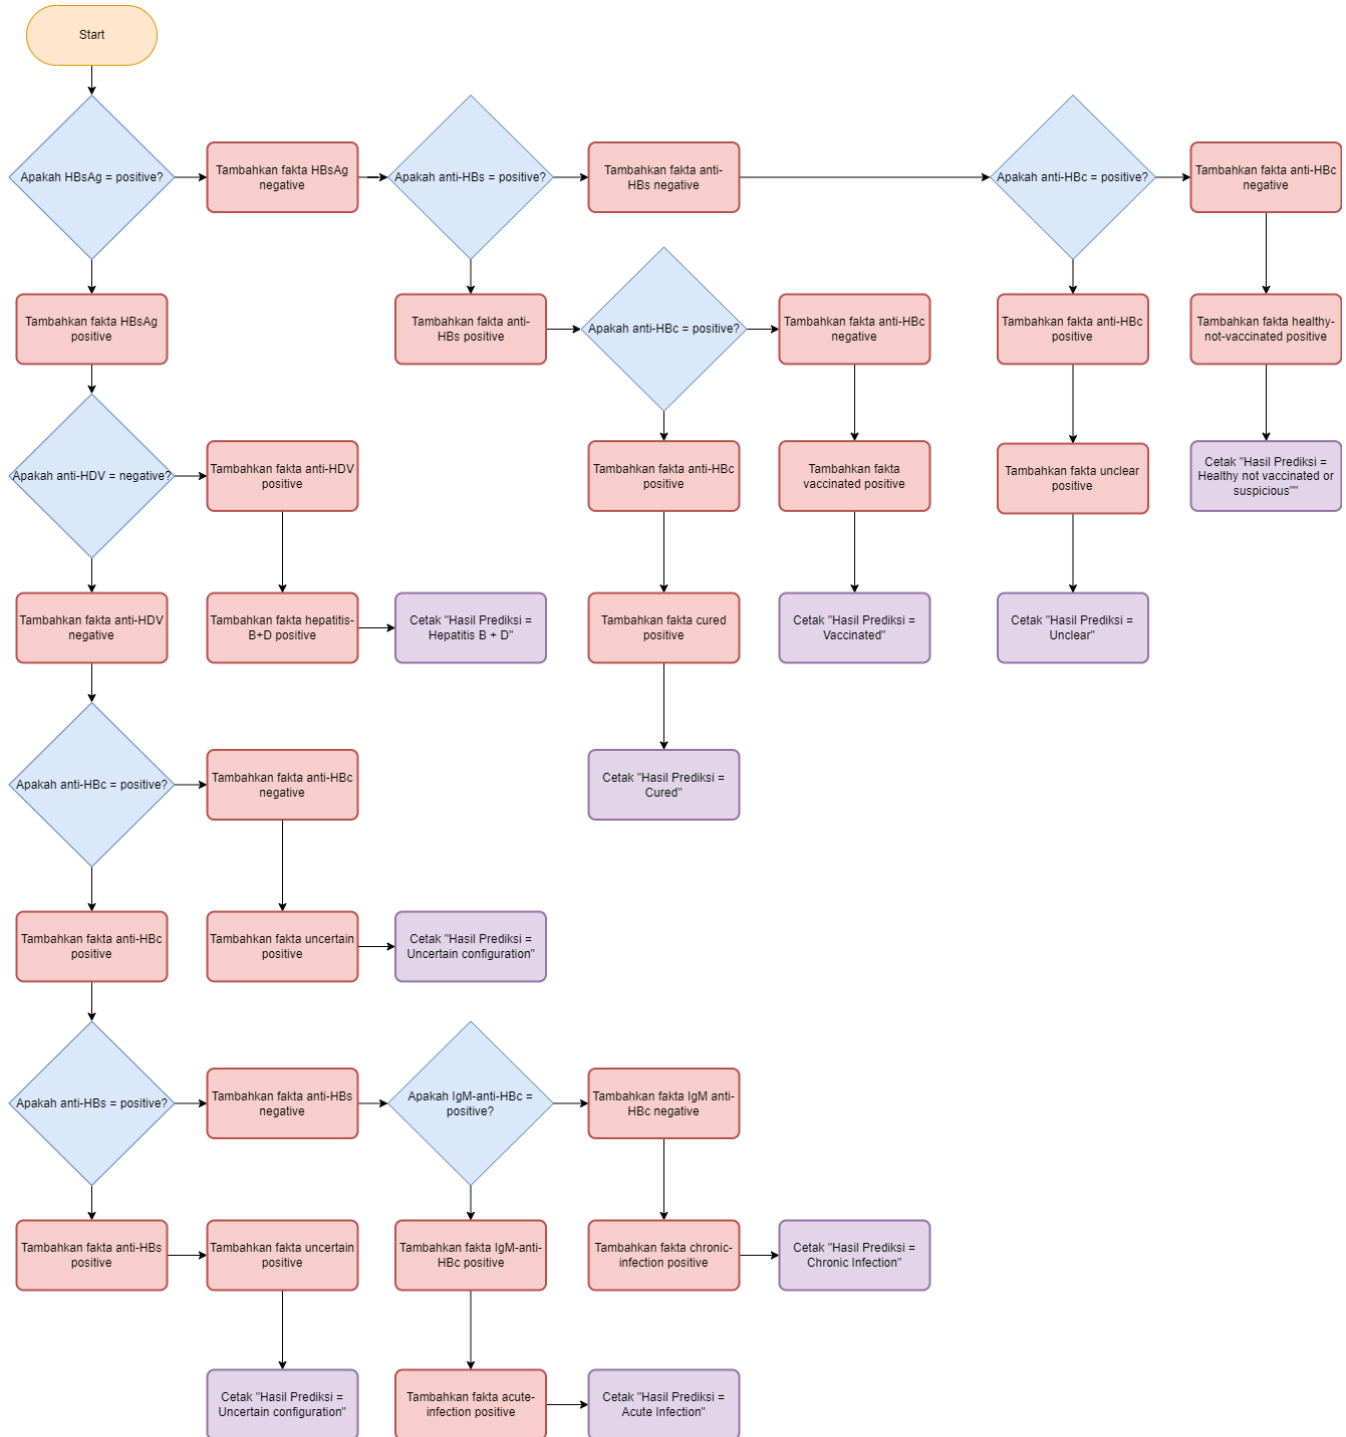 Start
Apakah HBsAg = positive?
Tambahkan fakta HBsAg
negative
Apakah anti-HBs = positive?
Tambahkan fakta anti-
HBs negative
Apakah anti-HBc = positive?
Tambahkan fakta anti-HBc
negative
Tambahkan fakta HBsAg
positive
Tambahkan fakta anti-
HBs positive
Apakah anti-HBc = positive?
Tambahkan fakta anti-HBc
negative
Tambahkan fakta anti-HBc
positive
Tambahkan fakta healthy-
not-vaccinated positive
Apakah anti-HDV = negative?
Tambahkan fakta anti-HDV
positive
Tambahkan fakta anti-HBc
positive
Tambahkan fakta
vaccinated positive
Tambahkan fakta unclear
positive
Cetak "Hasil Prediksi =
Healthy not vaccinated or
suspicious""
Tambahkan fakta anti-HDV
negative
Tambahkan fakta hepatitis-
B+D positive
Cetak "Hasil Prediksi =
Hepatitis B + D"
Tambahkan fakta cured
positive
Cetak "Hasil Prediksi =
Vaccinated"
Cetak "Hasil Prediksi =
Unclear"
Apakah anti-HBc = positive?
Tambahkan fakta anti-HBc
negative
Cetak "Hasil Prediksi =
Cured"
Tambahkan fakta anti-HBc
positive
Tambahkan fakta uncertain
positive
Cetak "Hasil Prediksi =
Uncertain configuration"
Apakah anti-HBs = positive?
Tambahkan fakta anti-HBs
negative
Apakah IgM-anti-HBc =
positive?
Tambahkan fakta IgM anti-
HBc negative
Tambahkan fakta anti-HBs
positive
Tambahkan fakta uncertain
positive
Tambahkan fakta IgM-anti-
HBc positive
Tambahkan fakta chronic-
infection positive
Cetak "Hasil Prediksi =
Chronic Infection"
Cetak "Hasil Prediksi =
Uncertain configuration"
Tambahkan fakta acute-
infection positive
Cetak "Hasil Prediksi =
Acute Infection"